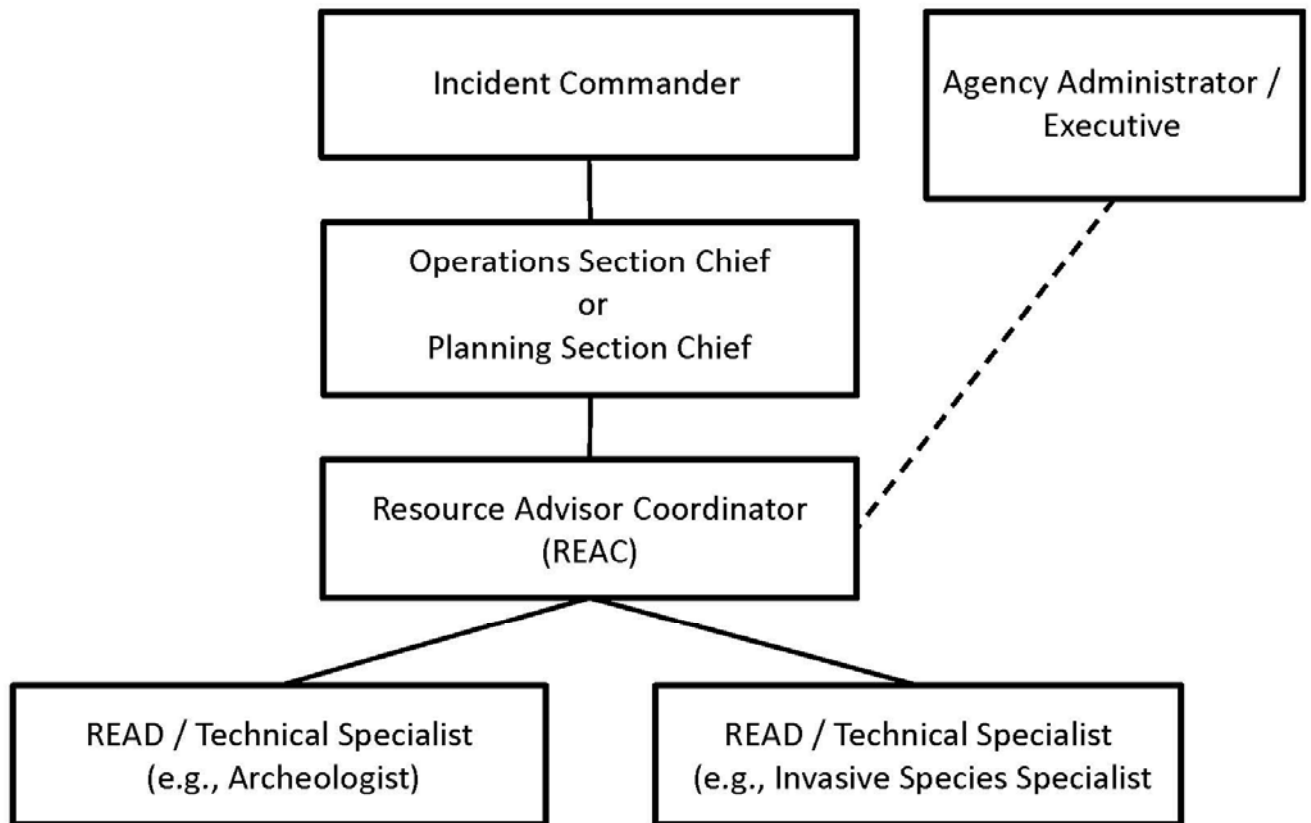 Incident Commander
Agency Administrator /
Executive
Operations Section Chief
or
Planning Section Chief
Resource Advisor Coordinator
(REAC)
READ / Technical Specialist
(e.g., Archeologist)
READ / Technical Specialist
(e.g., Invasive Species Specialist